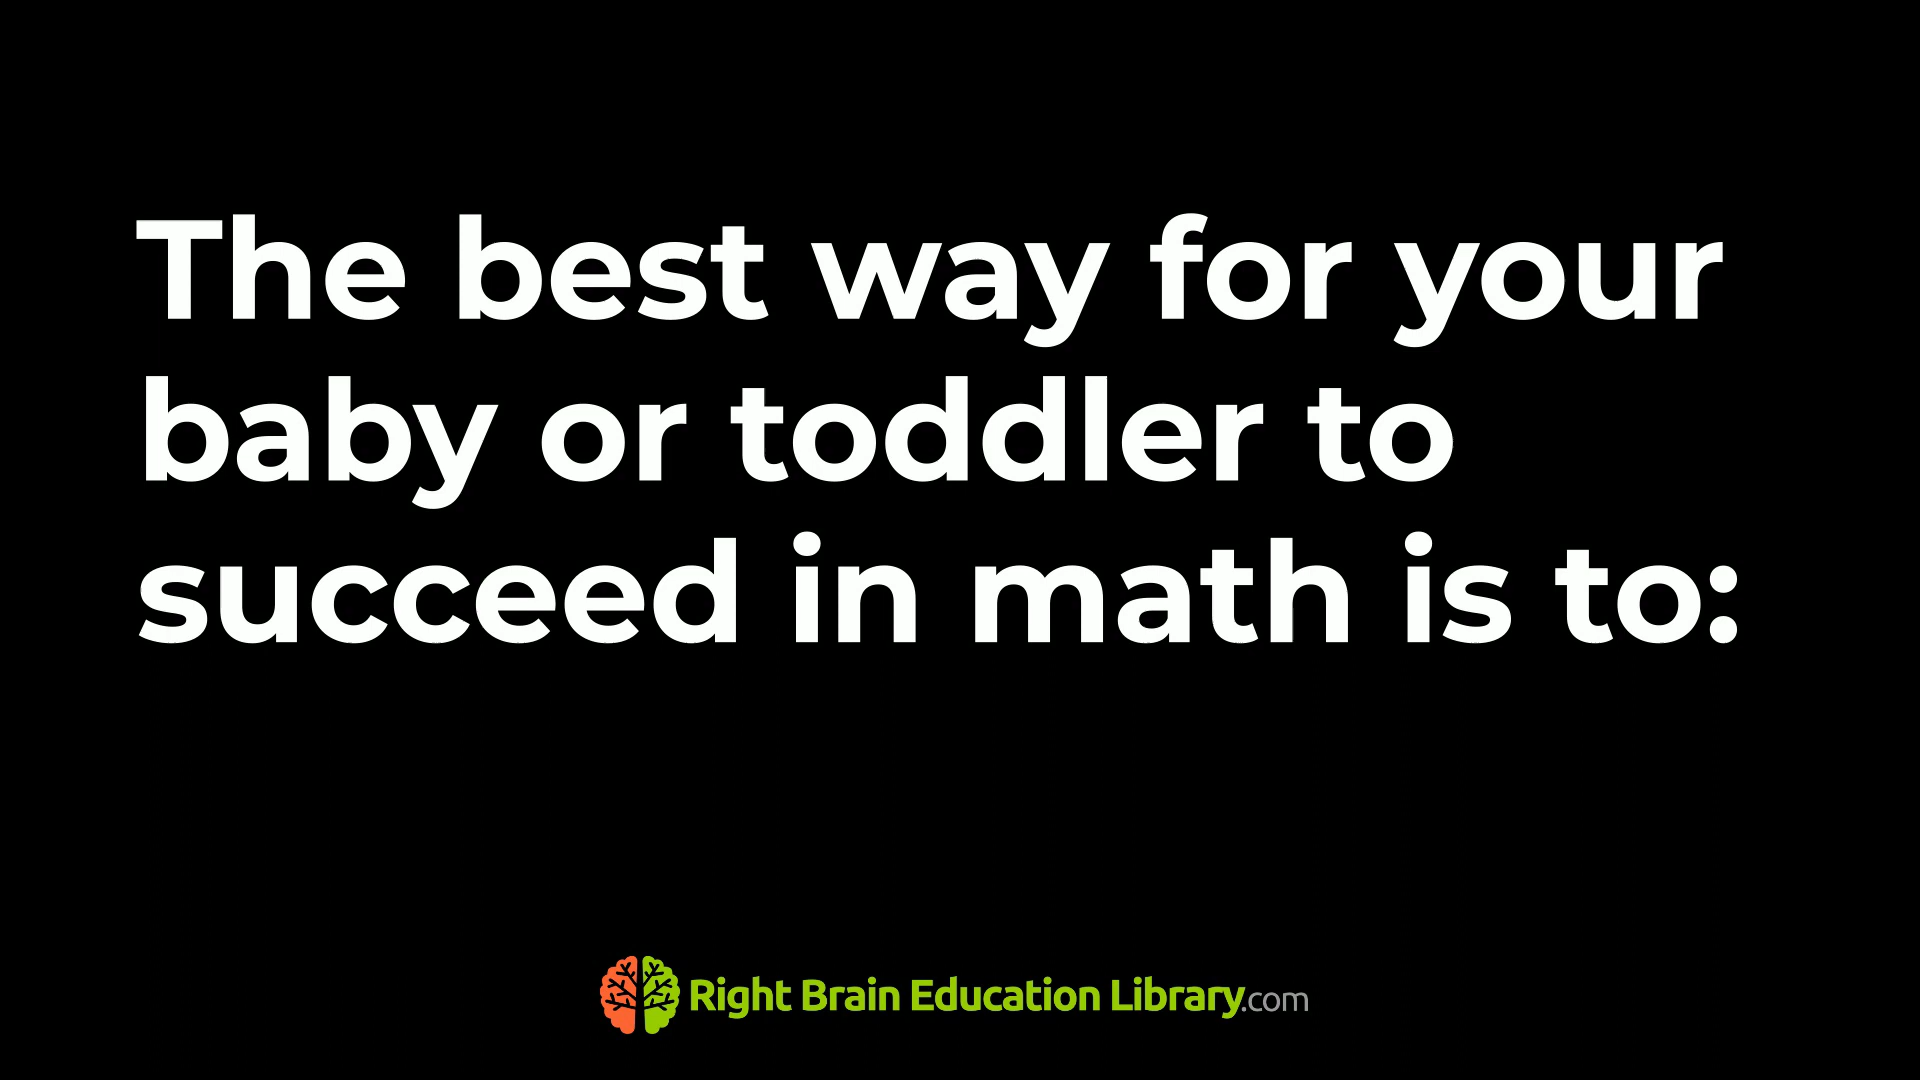 The best way for your
baby or toddler to
succeed in math is to:
Right Brain Education Library.com